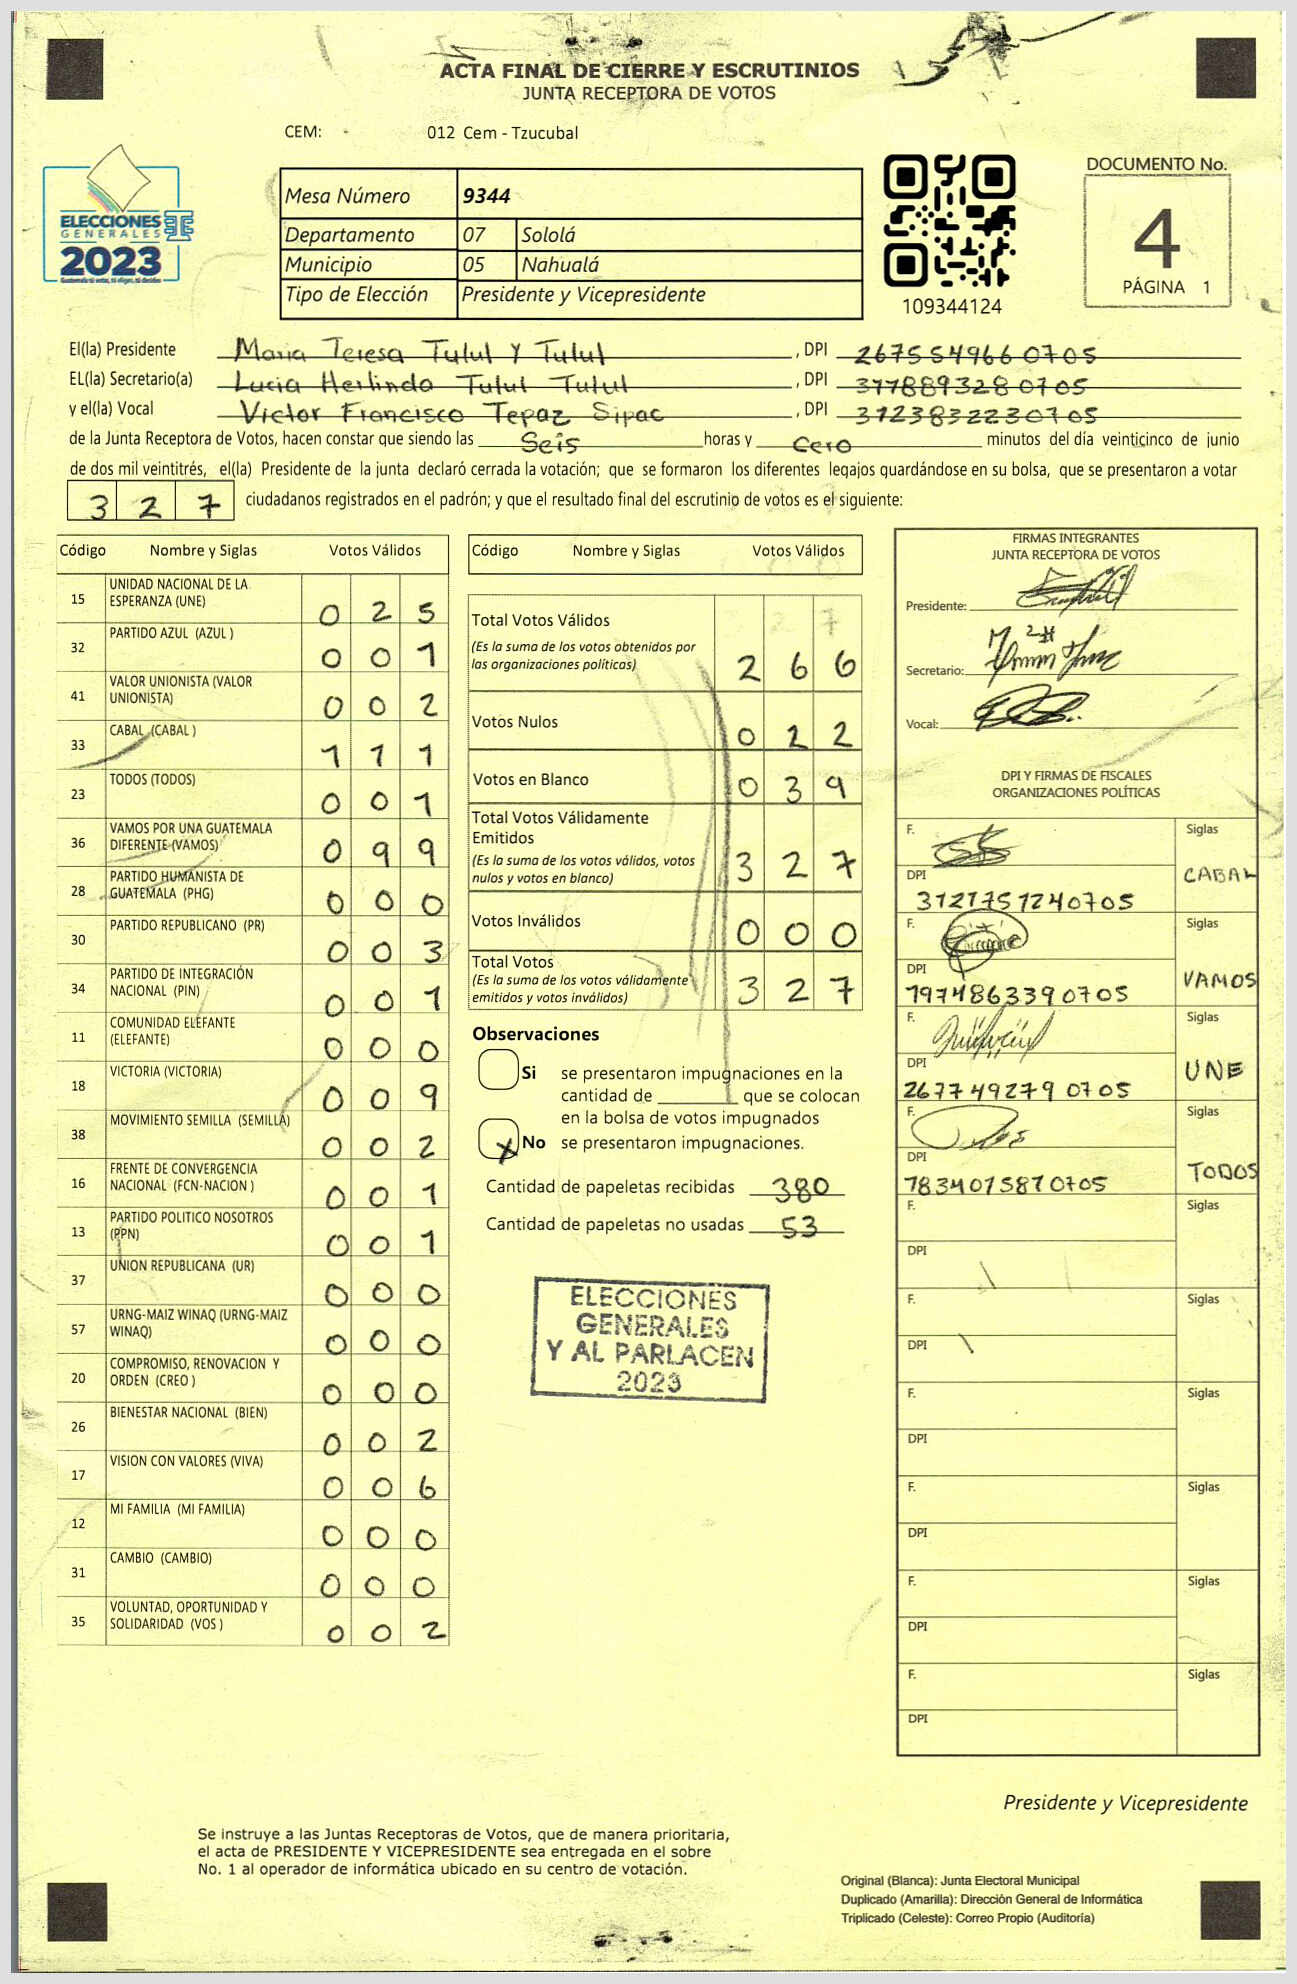 ACTA FINAL DE CIERRE Y ESCRUTINIOS
JUNTA RECEPTORA DE VOTOS
CEM: - 012 Cem - Tzucubal
ELECCIONES
GENERALES
2023
Guatemala tú votas, tú eliges, tú decides
Mesa Número 9344
Departamento 07 Sololá
Municipio 05 Nahualá
Tipo de Elección Presidente y Vicepresidente
109344124
DOCUMENTO No.
4
PÁGINA 1
El(la) Presidente Maria Teresa Tulul Y Tulul , DPI 267554966 0705
EL(la) Secretario(a) Lucia Herlinda Tulul Tulul , DPI 377889328 0705
y el(la) Vocal Victor Francisco Tepaz Sipac , DPI 3723832230705
de la Junta Receptora de Votos, hacen constar que siendo las Seis horas y Cero minutos del día veinticinco de junio
de dos mil veintitrés, el(la) Presidente de la junta declaró cerrada la votación; que se formaron los diferentes legajos guardándose en su bolsa, que se presentaron a votar
3 2 7 ciudadanos registrados en el padrón; y que el resultado final del escrutinio de votos es el siguiente:
Código Nombre y Siglas Votos Válidos
15 UNIDAD NACIONAL DE LA
ESPERANZA (UNE) 0 2 5
32 PARTIDO AZUL (AZUL ) 0 0 1
41 VALOR UNIONISTA (VALOR
UNIONISTA) 0 0 2
33 CABAL (CABAL ) 1 1 1
23 TODOS (TODOS) 0 0 1
36 VAMOS POR UNA GUATEMALA
DIFERENTE (VAMOS) 0 9 9
28 PARTIDO HUMANISTA DE
GUATEMALA (PHG) 0 0 0
30 PARTIDO REPUBLICANO (PR) 0 0 3
34 PARTIDO DE INTEGRACIÓN
NACIONAL (PIN) 0 0 1
11 COMUNIDAD ELEFANTE
(ELEFANTE) 0 0 0
18 VICTORIA (VICTORIA) 0 0 9
38 MOVIMIENTO SEMILLA (SEMILLA) 0 0 2
16 FRENTE DE CONVERGENCIA
NACIONAL (FCN-NACION ) 0 0 1
13 PARTIDO POLITICO NOSOTROS
(PPN) 0 0 1
37 UNION REPUBLICANA (UR) 0 0 0
57 URNG-MAIZ WINAQ (URNG-MAIZ
WINAQ) 0 0 0
20 COMPROMISO, RENOVACION Y
ORDEN (CREO ) 0 0 0
26 BIENESTAR NACIONAL (BIEN) 0 0 2
17 VISION CON VALORES (VIVA) 0 0 6
12 MI FAMILIA (MI FAMILIA) 0 0 0
31 CAMBIO (CAMBIO) 0 0 0
35 VOLUNTAD, OPORTUNIDAD Y
SOLIDARIDAD (VOS ) 0 0 2
Código Nombre y Siglas Votos Válidos
Total Votos Válidos
(Es la suma de los votos obtenidos por
las organizaciones políticas) 2 6 6
Votos Nulos 0 2 2
Votos en Blanco 0 3 9
Total Votos Válidamente
Emitidos
(Es la suma de los votos válidos, votos
nulos y votos en blanco) 3 2 7
Votos Inválidos 0 0 0
Total Votos
(Es la suma de los votos válidamente
emitidos y votos inválidos) 3 2 7
Observaciones
Si se presentaron impugnaciones en la
cantidad de ________ que se colocan
en la bolsa de votos impugnados
X No se presentaron impugnaciones.
Cantidad de papeletas recibidas 380
Cantidad de papeletas no usadas 53
ELECCIONES
GENERALES
Y AL PARLACEN
2023
FIRMAS INTEGRANTES
JUNTA RECEPTORA DE VOTOS
Presidente:
Secretario:
Vocal:
DPI Y FIRMAS DE FISCALES
ORGANIZACIONES POLÍTICAS
F. Siglas
CABAL
DPI
3121751240705
F. Siglas
VAMOS
DPI
1974863390705
F. Siglas
UNE
DPI
267749279 0705
F. Siglas
TODOS
DPI
1834015810705
F. Siglas
DPI
F. Siglas
DPI
F. Siglas
DPI
F. Siglas
DPI
F. Siglas
DPI
F. Siglas
DPI
Presidente y Vicepresidente
Se instruye a las Juntas Receptoras de Votos, que de manera prioritaria,
el acta de PRESIDENTE Y VICEPRESIDENTE sea entregada en el sobre
No. 1 al operador de informática ubicado en su centro de votación.
Original (Blanca): Junta Electoral Municipal
Duplicado (Amarilla): Dirección General de Informática
Triplicado (Celeste): Correo Propio (Auditoría)